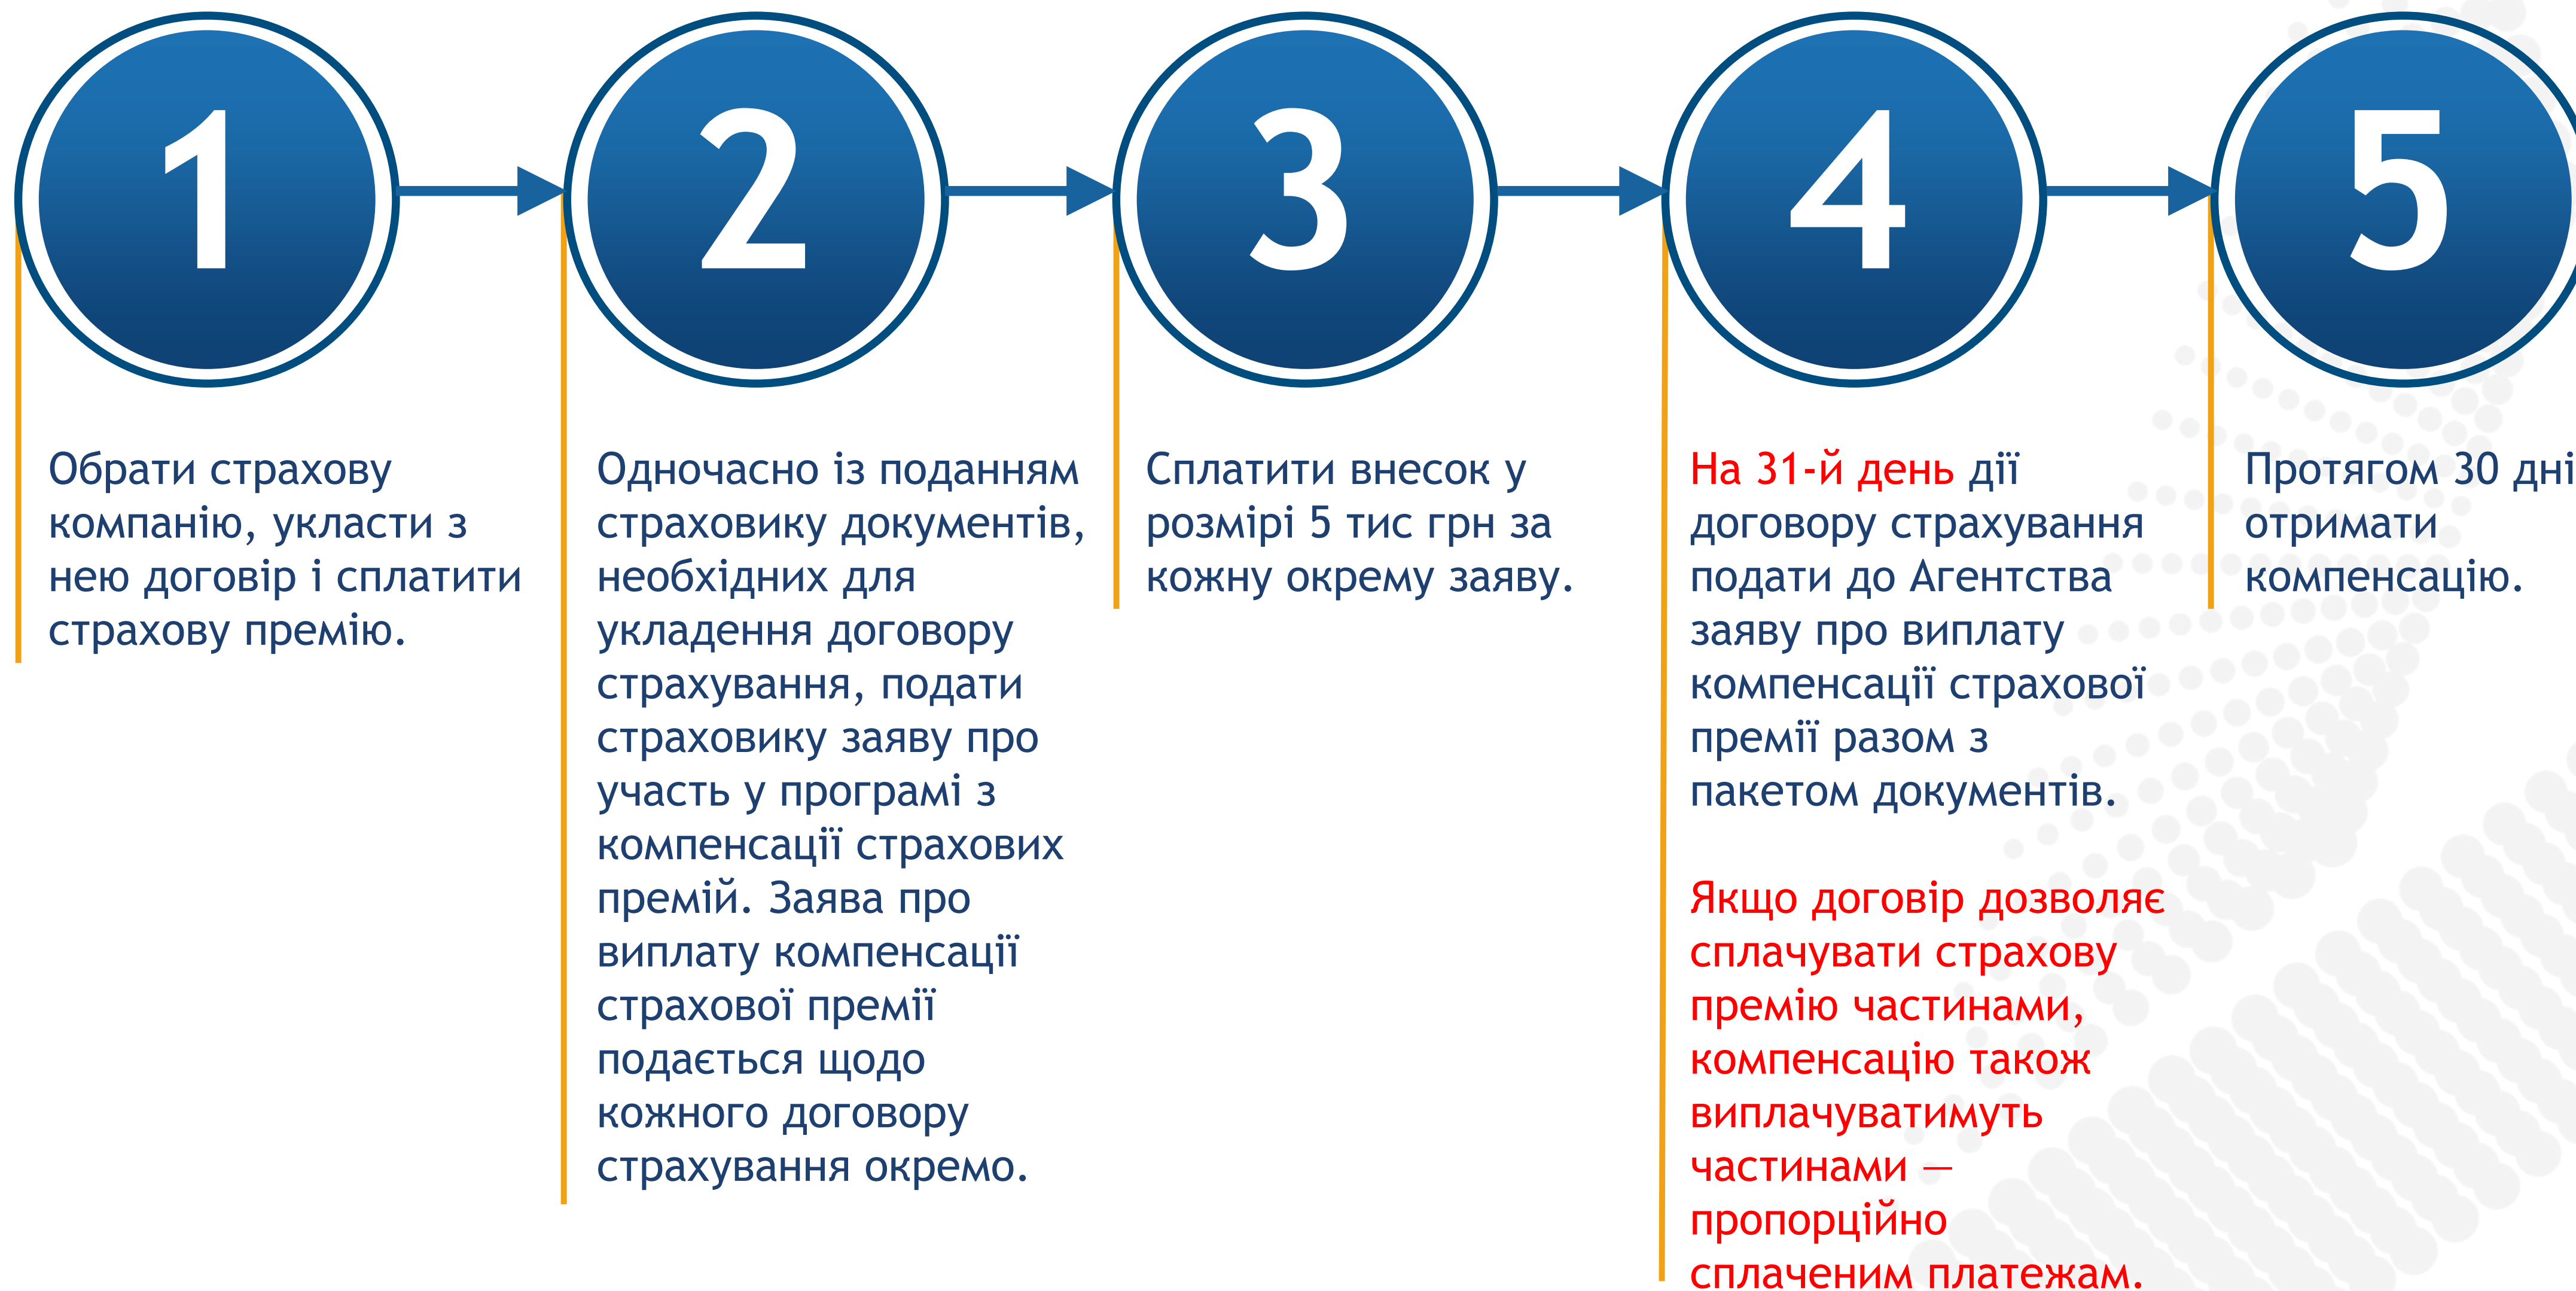 1
Обрати страхову
компанію, укласти з
нею договір і сплатити
страхову премію.
2
Одночасно із поданням
страховику документів,
необхідних для
укладення договору
страхування, подати
страховику заяву про
участь у програмі з
компенсації страхових
премій. Заява про
виплату компенсації
страхової премії
подається щодо
кожного договору
страхування окремо.
3
Сплатити внесок у
розмірі 5 тис грн за
кожну окрему заяву.
4
На 31-й день дії
договору страхування
подати до Агентства
заяву про виплату
компенсації страхової
премії разом з
пакетом документів.
Якщо договір дозволяє
сплачувати страхову
премію частинами,
компенсацію також
виплачуватимуть
частинами —
пропорційно
сплаченим платежам.
5
Протягом 30 дні
отримати
компенсацію.